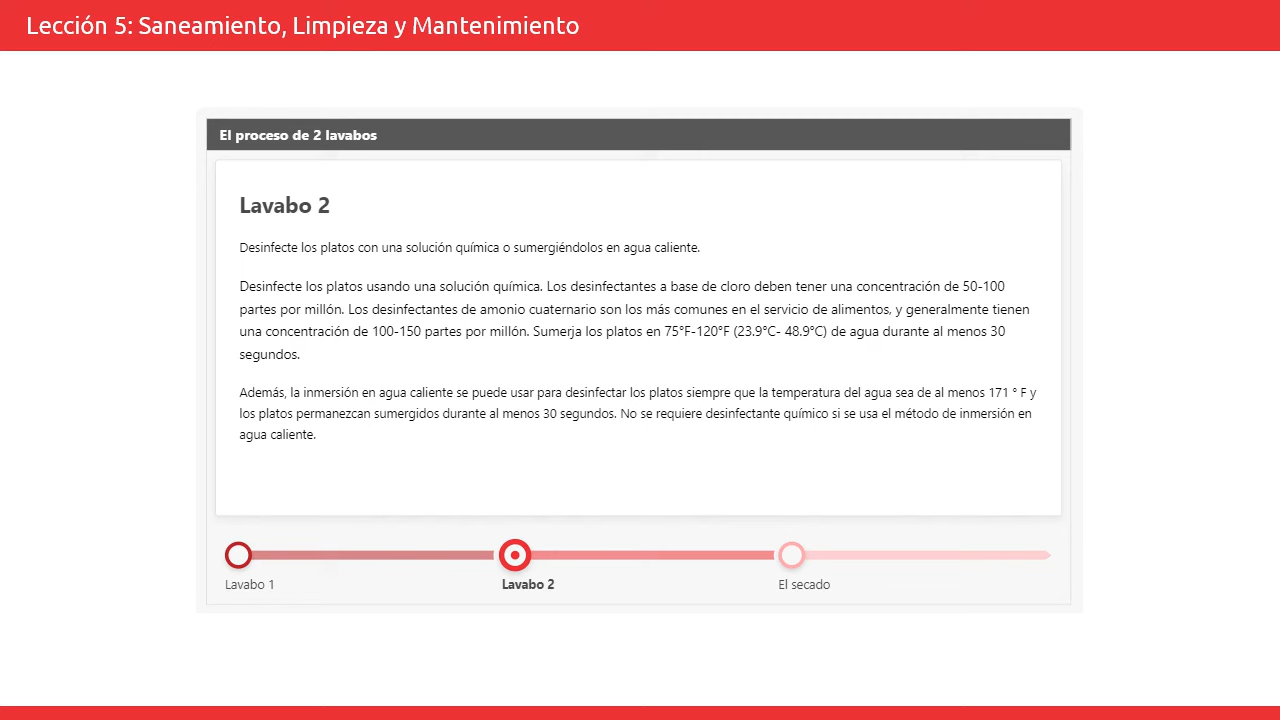 Lección 5: Saneamiento, Limpieza y Mantenimiento
El proceso de 2 lavabos
Lavabo 2
Desinfecte los platos con una solución química o sumergiéndolos en agua caliente.
Desinfecte los platos usando una solución química. Los desinfectantes a base de cloro deben tener una concentración de 50-100
partes por millón. Los desinfectantes de amonio cuaternario son los más comunes en el servicio de alimentos, y generalmente tienen
una concentración de 100-150 partes por millón. Sumerja los platos en 75°F-120°F (23.9°C- 48.9°C) de agua durante al menos 30
segundos.
Además, la inmersión en agua caliente se puede usar para desinfectar los platos siempre que la temperatura del agua sea de al menos 171 ° F y
los platos permanezcan sumergidos durante al menos 30 segundos. No se requiere desinfectante químico si se usa el método de inmersión en
agua caliente.
Lavabo 1
Lavabo 2
El secado